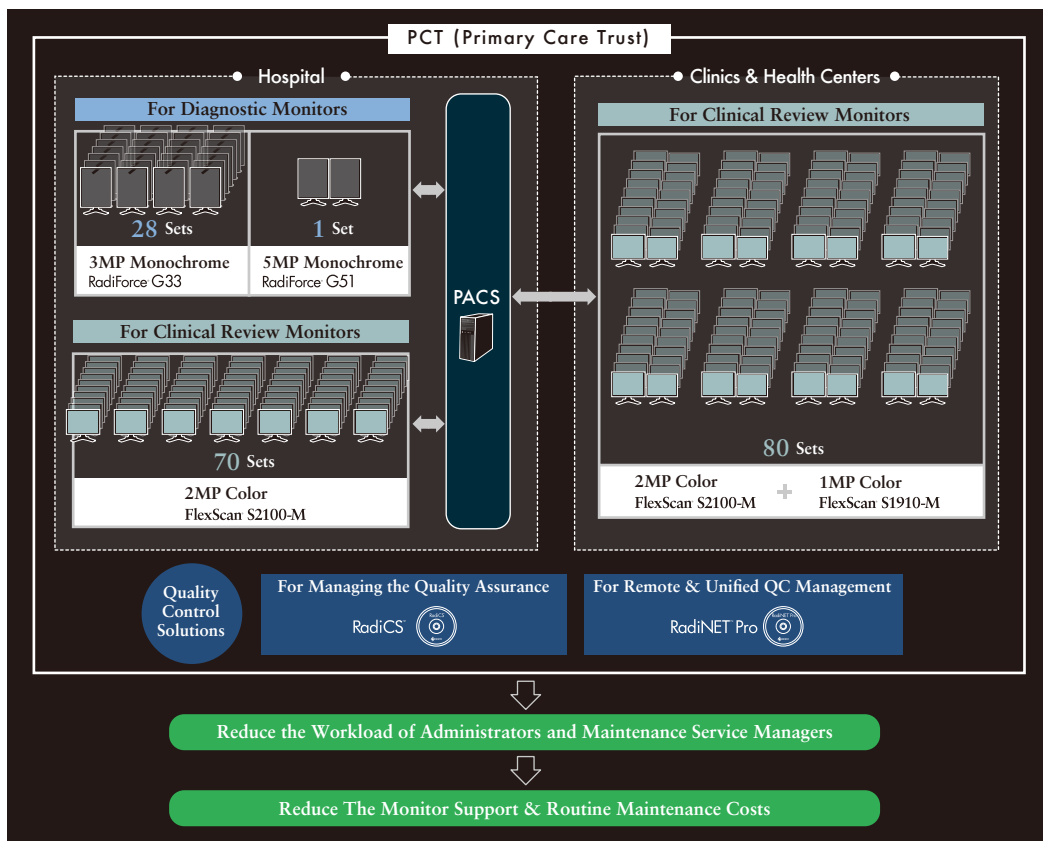 PCT (Primary Care Trust)
Hospital
For Diagnostic Monitors
28 Sets
1 Set
3MP Monochrome
RadiForce G33
5MP Monochrome
RadiForce G51
For Clinical Review Monitors
70 Sets
2MP Color
FlexScan S2100-M
PACS
Clinics & Health Centers
For Clinical Review Monitors
80 Sets
2MP Color
FlexScan S2100-M
+
1MP Color
FlexScan S1910-M
Quality
Control
Solutions
For Managing the Quality Assurance
RadiCS™
RadiCS
For Remote & Unified QC Management
RadiNET™ Pro
RadiNET Pro
Reduce the Workload of Administrators and Maintenance Service Managers
Reduce The Monitor Support & Routine Maintenance Costs